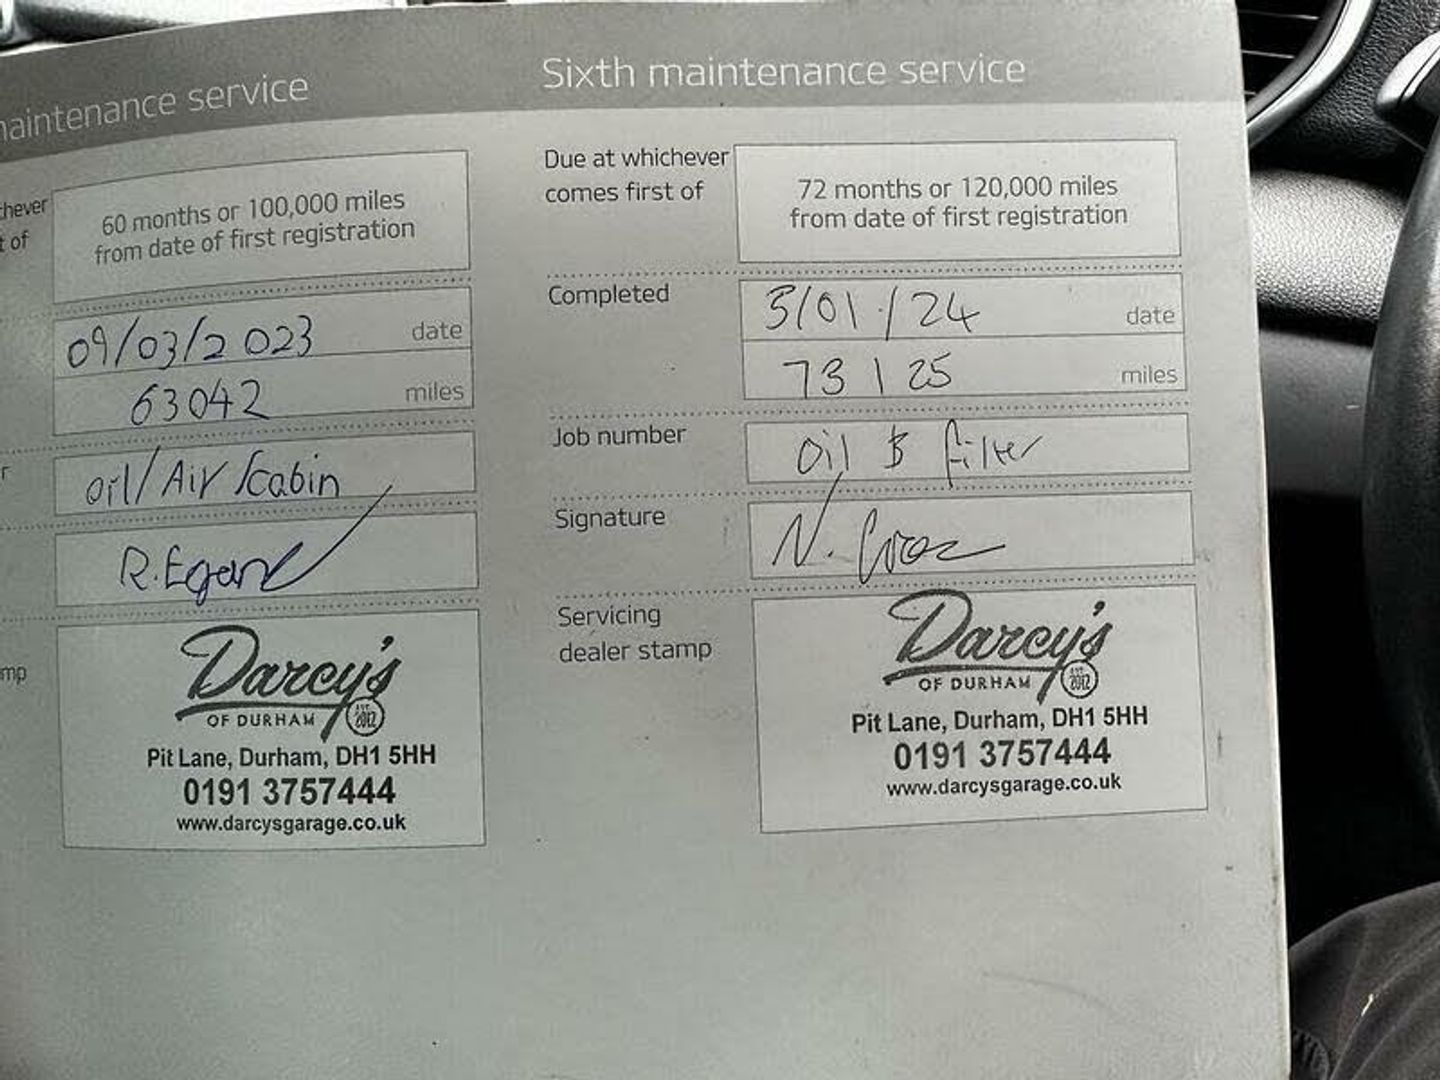 maintenance service
chever
t of
60 months or 100,000 miles
from date of first registration
09/03/2023 date
63042 miles
r
oil/Air/cabin
R.Egan
mp
Darcy's
OF DURHAM
EST. 2012
Pit Lane, Durham, DH1 5HH
0191 3757444
www.darcysgarage.co.uk
Sixth maintenance service
Due at whichever
comes first of
72 months or 120,000 miles
from date of first registration
Completed
3/01/24 date
73125 miles
Job number
oil & filter
Signature
N.
Servicing
dealer stamp
Darcy's
OF DURHAM
EST. 2012
Pit Lane, Durham, DH1 5HH
0191 3757444
www.darcysgarage.co.uk